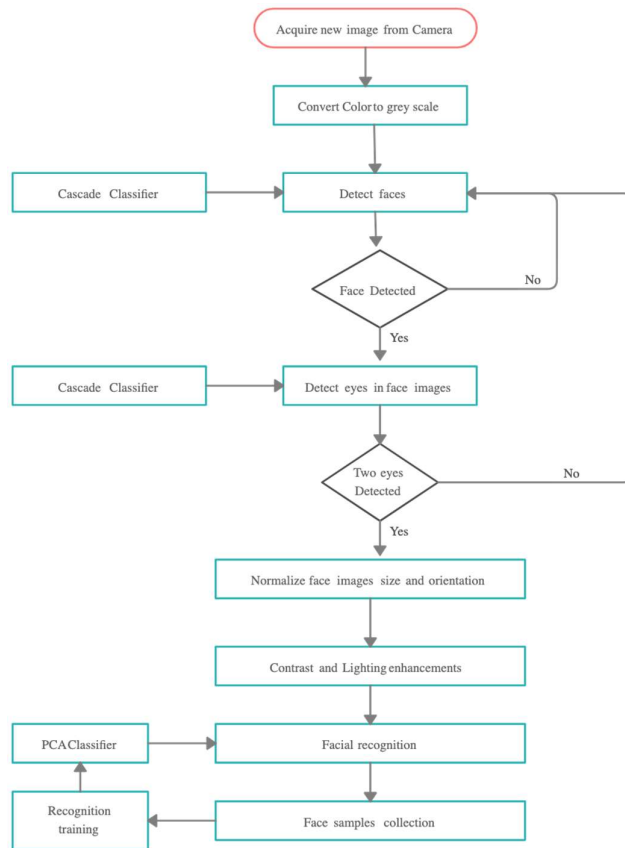 Acquire new image from Camera
Convert Color to grey scale
Cascade Classifier
Detect faces
Face Detected
No
Yes
Cascade Classifier
Detect eyes in face images
Two eyes
Detected
No
Yes
Normalize face images size and orientation
Contrast and Lighting enhancements
PCA Classifier
Facial recognition
Recognition
training
Face samples collection